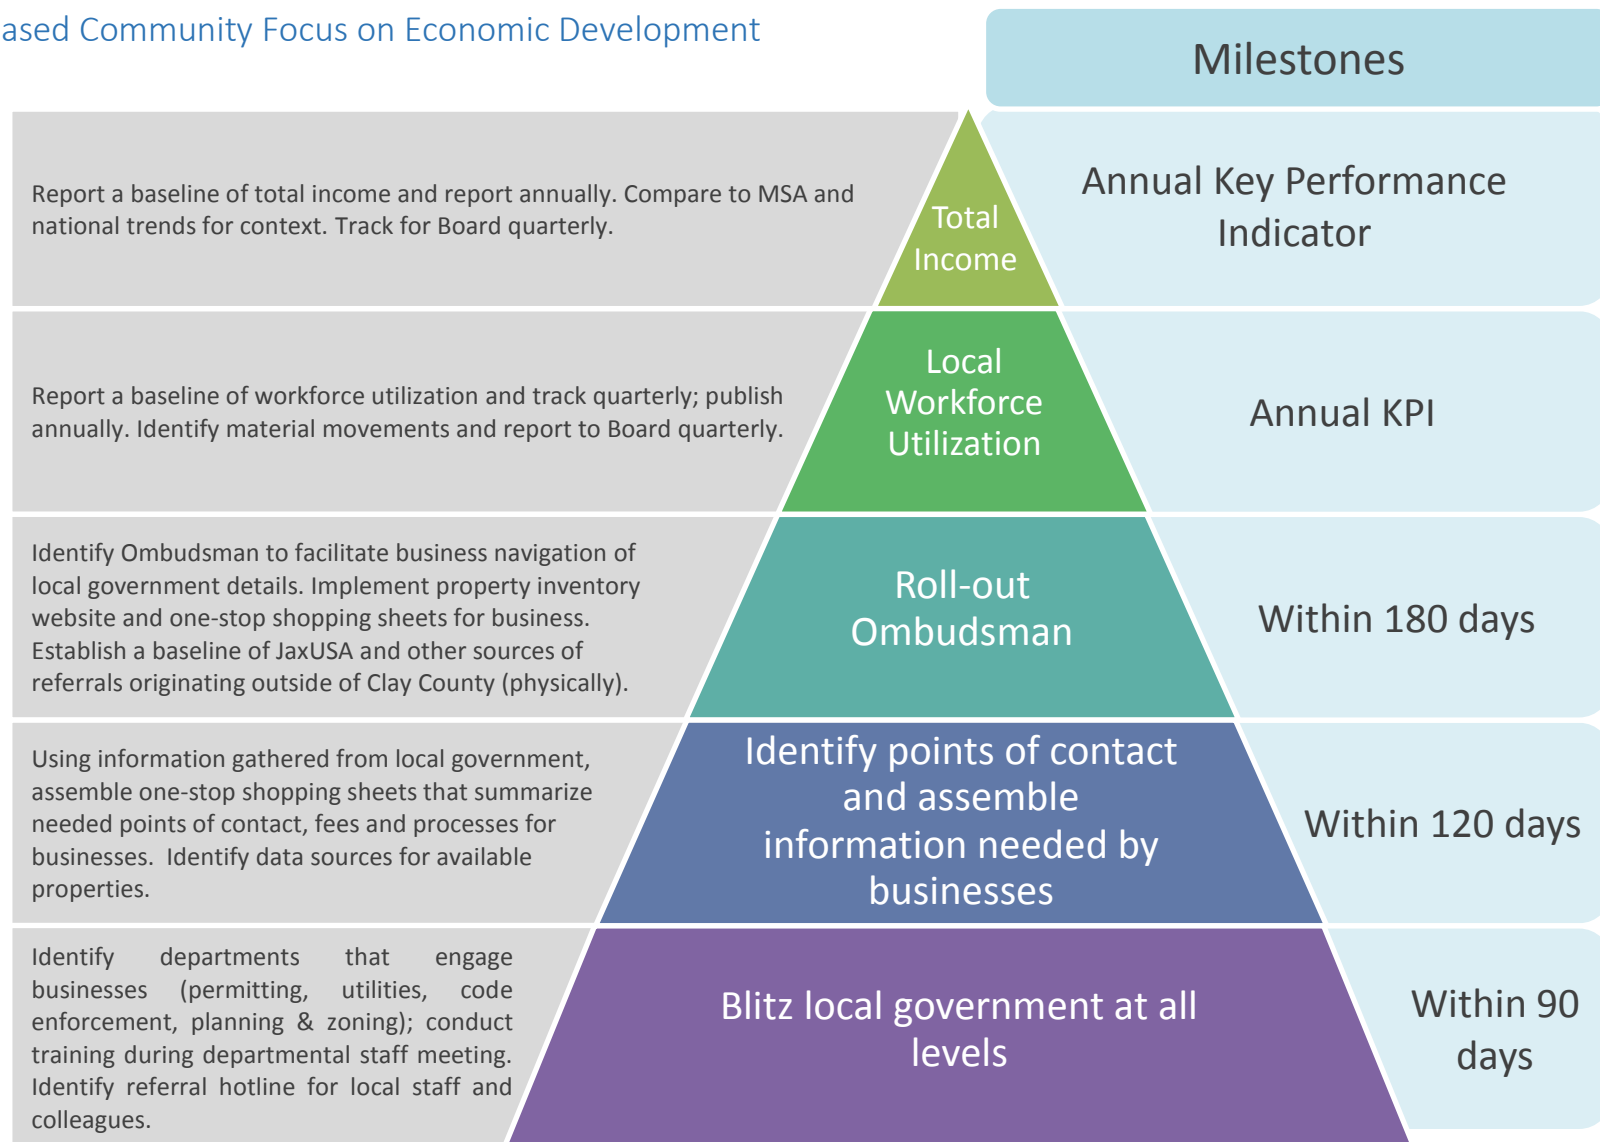 ased Community Focus on Economic Development
Milestones
Report a baseline of total income and report annually. Compare to MSA and
national trends for context. Track for Board quarterly.
Total
Income
Annual Key Performance
Indicator
Report a baseline of workforce utilization and track quarterly; publish
annually. Identify material movements and report to Board quarterly.
Local
Workforce
Utilization
Annual KPI
Identify Ombudsman to facilitate business navigation of
local government details. Implement property inventory
website and one-stop shopping sheets for business.
Establish a baseline of JaxUSA and other sources of
referrals originating outside of Clay County (physically).
Roll-out
Ombudsman
Within 180 days
Using information gathered from local government,
assemble one-stop shopping sheets that summarize
needed points of contact, fees and processes for
businesses.  Identify data sources for available
properties.
Identify points of contact
and assemble
information needed by
businesses
Within 120 days
Identify departments that engage
businesses (permitting, utilities, code
enforcement, planning & zoning); conduct
training during departmental staff meeting.
Identify referral hotline for local staff and
colleagues.
Blitz local government at all
levels
Within 90
days